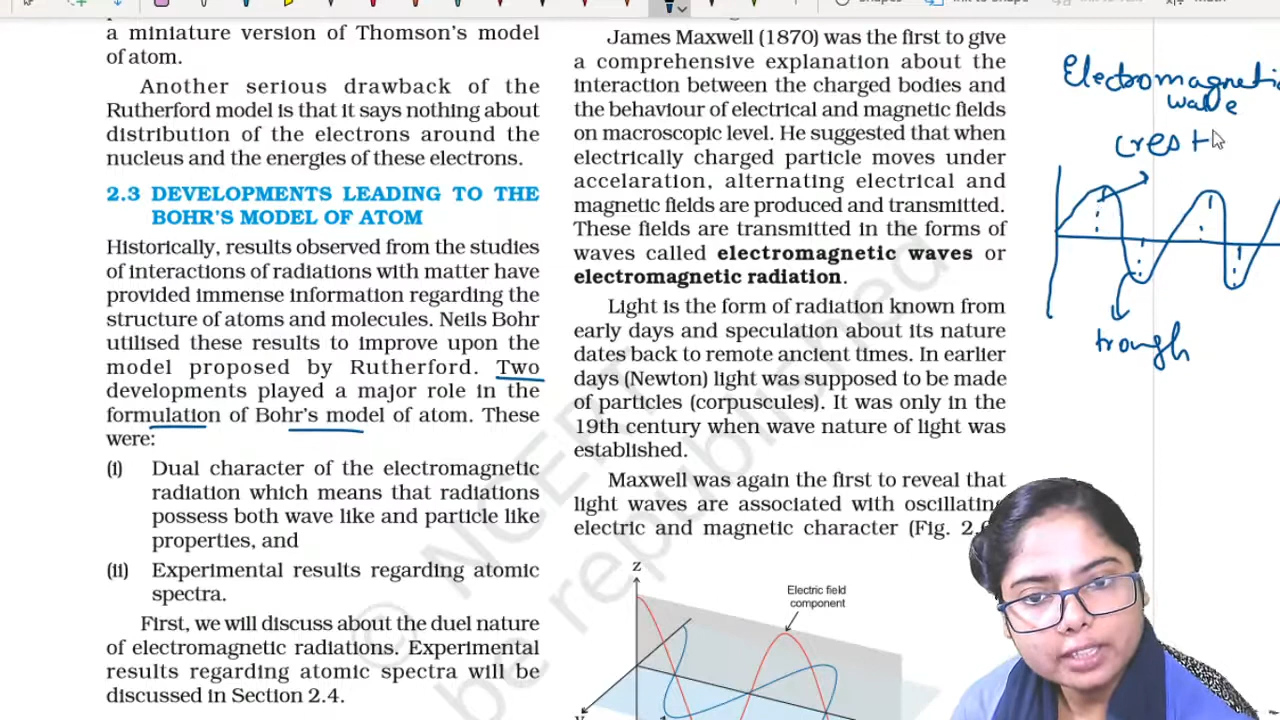 a miniature version of Thomson's model
of atom.
Another serious drawback of the
Rutherford model is that it says nothing about
distribution of the electrons around the
nucleus and the energies of these electrons.
2.3 DEVELOPMENTS LEADING TO THE
BOHR'S MODEL OF ATOM
Historically, results observed from the studies
of interactions of radiations with matter have
provided immense information regarding the
structure of atoms and molecules. Neils Bohr
utilised these results to improve upon the
model proposed by Rutherford. Two
developments played a major role in the
formulation of Bohr's model of atom. These
were:
(i) Dual character of the electromagnetic
radiation which means that radiations
possess both wave like and particle like
properties, and
(ii) Experimental results regarding atomic
spectra.
First, we will discuss about the duel nature
of electromagnetic radiations. Experimental
results regarding atomic spectra will be
discussed in Section 2.4.
James Maxwell (1870) was the first to give
a comprehensive explanation about the
interaction between the charged bodies and
the behaviour of electrical and magnetic fields
on macroscopic level. He suggested that when
electrically charged particle moves under
accelaration, alternating electrical and
magnetic fields are produced and transmitted.
These fields are transmitted in the forms of
waves called electromagnetic waves or
electromagnetic radiation.
Light is the form of radiation known from
early days and speculation about its nature
dates back to remote ancient times. In earlier
days (Newton) light was supposed to be made
of particles (corpuscules). It was only in the
19th century when wave nature of light was
established.
Maxwell was again the first to reveal that
light waves are associated with oscillating
electric and magnetic character (Fig. 2.
z
Electric field
component
© NCERT
be republished
Electromagneti
wave
crest
trough
Shapes
Math